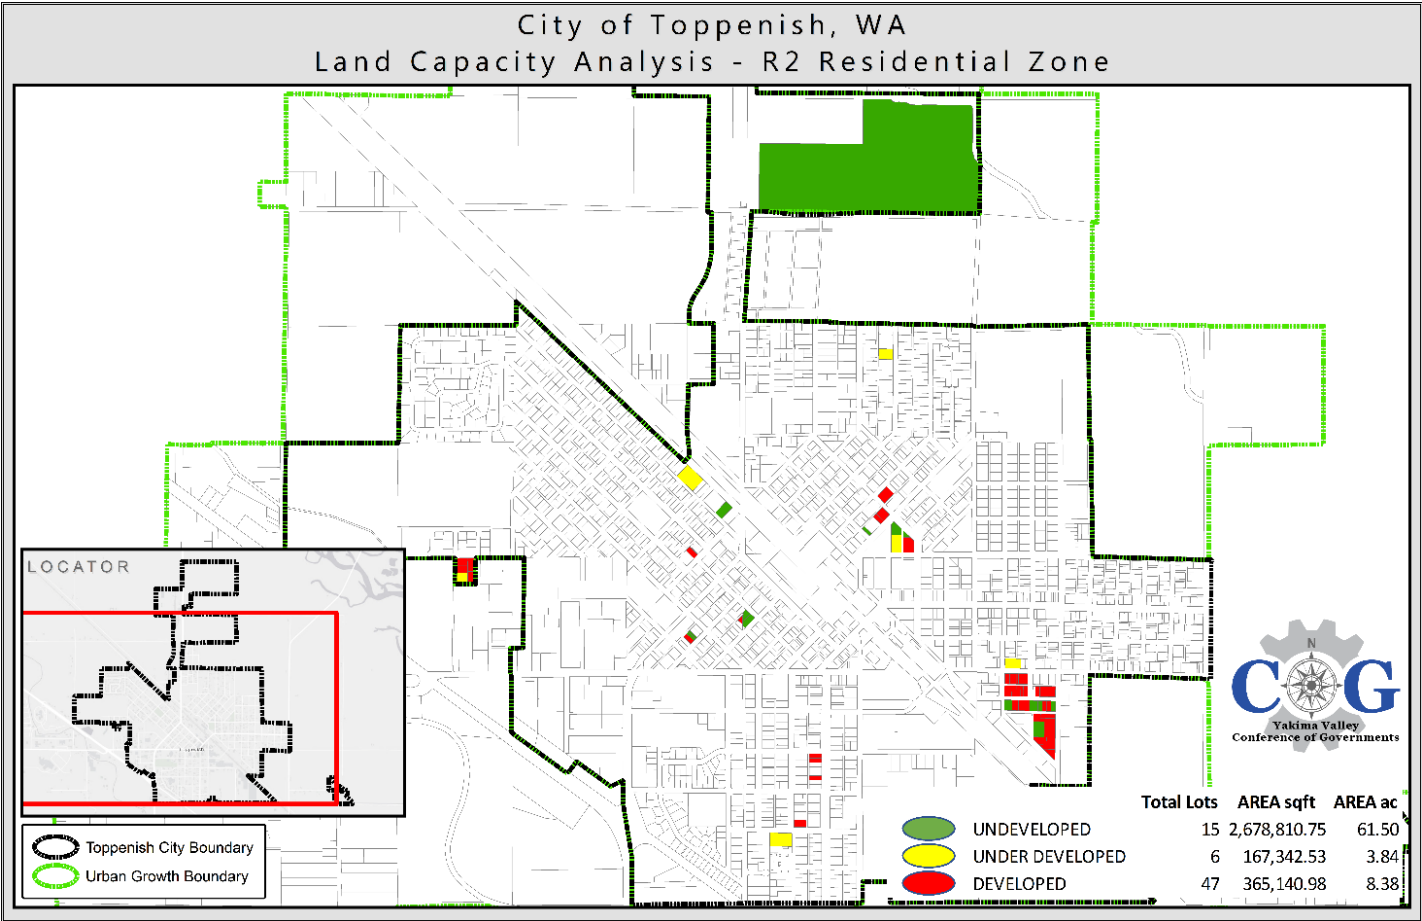 City of Toppenish, WA
Land Capacity Analysis - R2 Residential Zone
LOCATOR
Toppenish City Boundary
Urban Growth Boundary
N
C G
Yakima Valley
Conference of Governments
Total Lots AREA sqft AREA ac
UNDEVELOPED 15 2,678,810.75 61.50
UNDER DEVELOPED 6 167,342.53 3.84
DEVELOPED 47 365,140.98 8.38